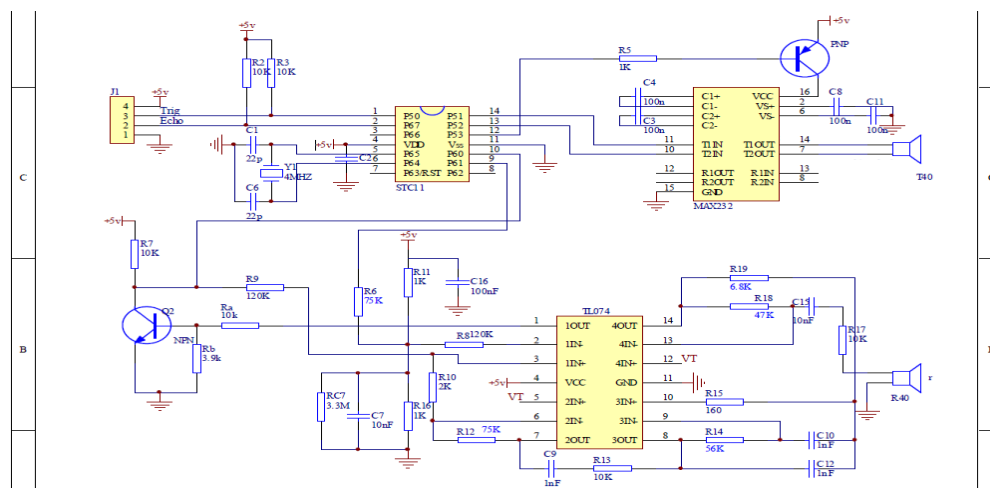 +5v
R2
10K
R3
10K
J1
4
3
2
1
+5v
Trig
Echo
C1
22p
Y1
4MHZ
C6
22p
+5v
C2
1
2
3
4
5
6
7
P50
P67
P66
VDD
P65
P64
P63/RST
P51
P52
P53
Vss
P60
P61
P62
14
13
12
11
10
9
8
STC11
R5
1K
+5v
PNP
C4
100n
C3
100n
C1+
C1-
C2+
C2-
T1IN
T2IN
R1OUT
R2OUT
GND
VCC
VS+
VS-
T1OUT
T2OUT
R1IN
R2IN
11
10
12
9
15
16
2
6
14
7
13
8
MAX232
C8
100n
C11
100n
T40
C
B
+5v
R7
10K
R9
120K
Q2
NPN
Ra
10k
Rb
3.9k
+5v
R6
75K
R11
1K
C16
100nF
R8
120K
RC7
3.3M
C7
10nF
R16
1K
R10
2K
R12
75K
+5v
VT
TL074
1
2
3
4
5
6
7
1OUT
1IN-
1IN+
VCC
2IN+
2IN-
2OUT
4OUT
4IN-
4IN+
GND
3IN+
3IN-
3OUT
14
13
12
11
10
9
8
VT
R19
6.8K
R18
47K
C15
10nF
R17
10K
r
R40
R15
160
R14
56K
C10
1nF
C12
1nF
C9
1nF
R13
10K